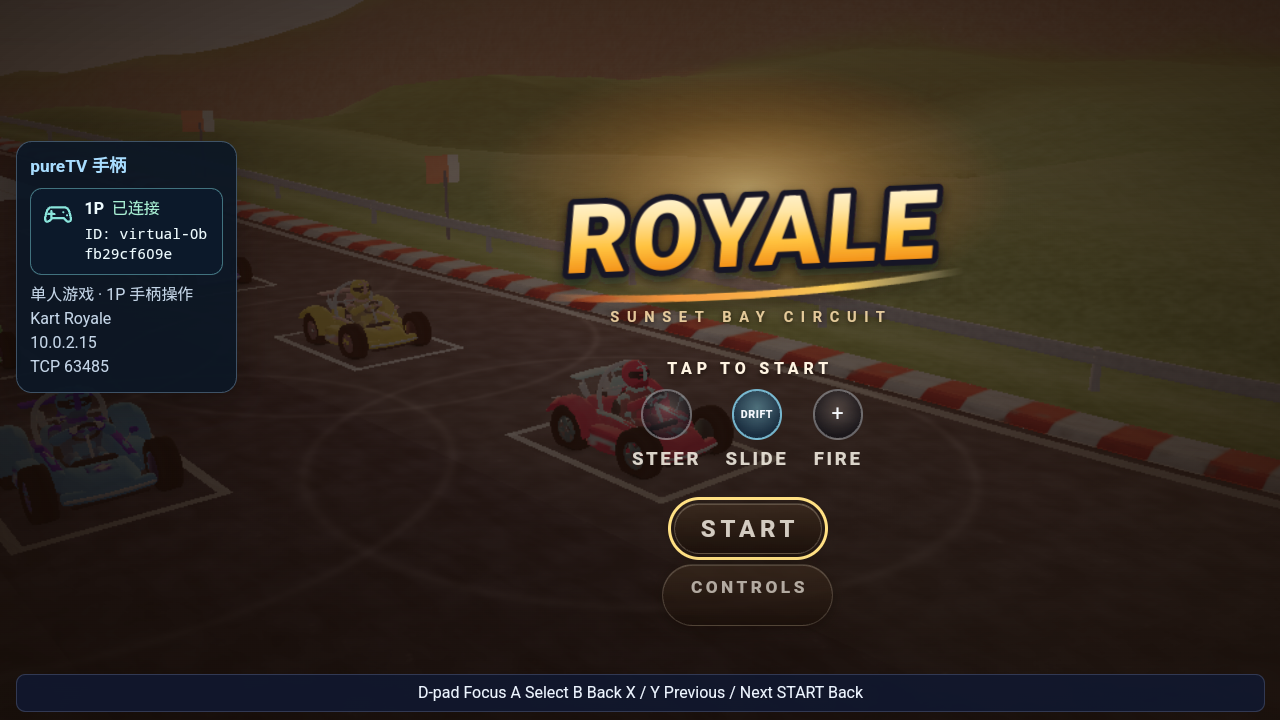 pureTV 手柄
1P 已连接
ID: virtual-0b
fb29cf609e
单人游戏 · 1P 手柄操作
Kart Royale
10.0.2.15
TCP 63485
ROYALE
SUNSET BAY CIRCUIT
TAP TO START
DRIFT +
STEER SLIDE FIRE
START
CONTROLS
D-pad Focus A Select B Back X / Y Previous / Next START Back